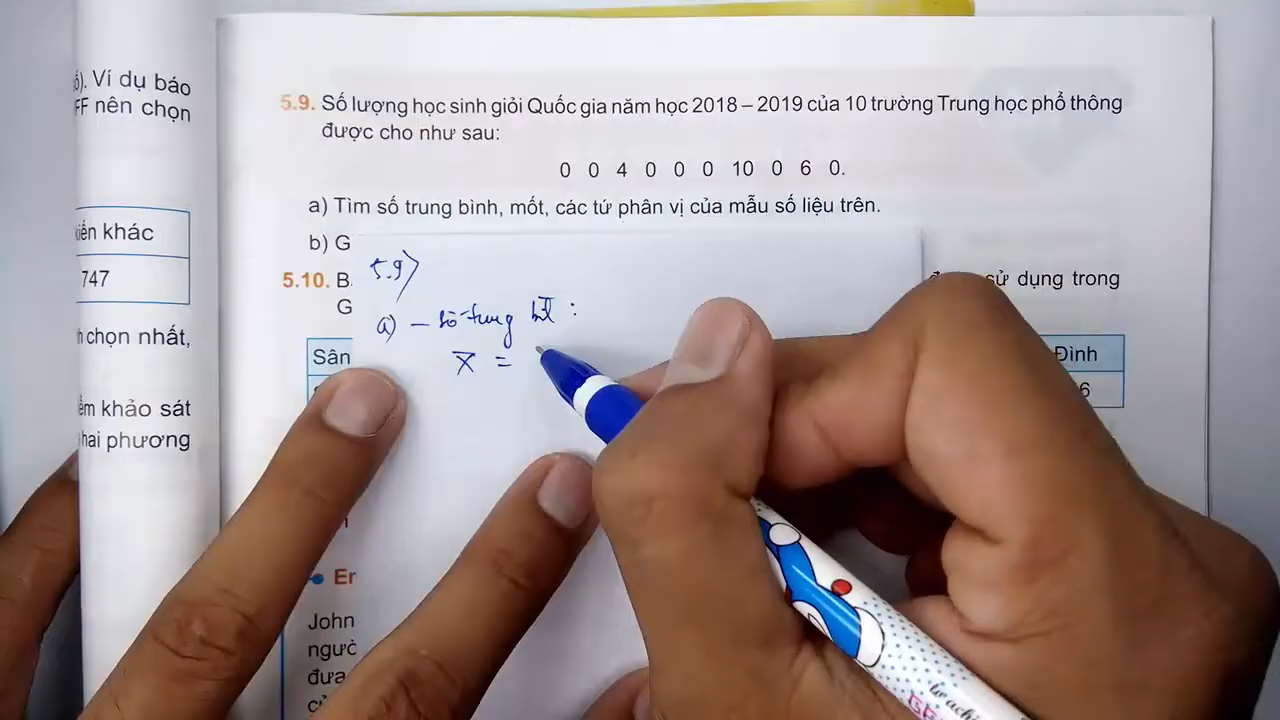 ố). Ví dụ báo
FF nên chọn
kiến khác
747
h chọn nhất,
ểm khảo sát
hai phương
5.9. Số lượng học sinh giỏi Quốc gia năm học 2018 – 2019 của 10 trường Trung học phổ thông
được cho như sau:
0 0 4 0 0 0 10 0 6 0.
a) Tìm số trung bình, mốt, các tứ phân vị của mẫu số liệu trên.
b) G
5.10. B
sử dụng trong
G
Sân
Đình
6
5.9)
a) – số trung bì :
x̄ =
Er
John
ngườ
đưa